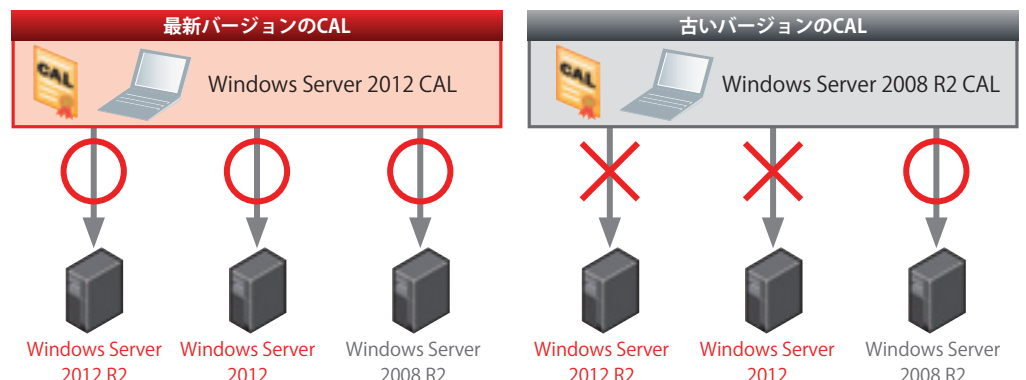 最新バージョンのCAL
CAL
Windows Server 2012 CAL
Windows Server
2012 R2
Windows Server
2012
Windows Server
2008 R2
古いバージョンのCAL
CAL
Windows Server 2008 R2 CAL
Windows Server
2012 R2
Windows Server
2012
Windows Server
2008 R2